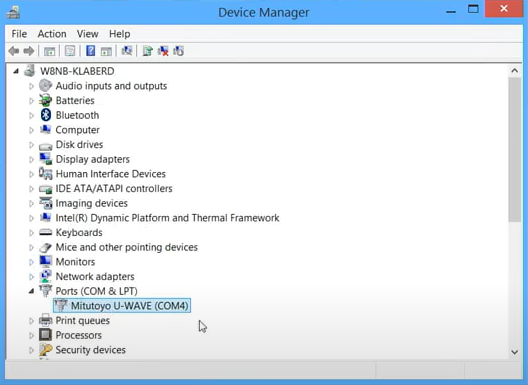 Device Manager
File Action View Help
W8NB-KLABERD
Audio inputs and outputs
Batteries
Bluetooth
Computer
Disk drives
Display adapters
Human Interface Devices
IDE ATA/ATAPI controllers
Imaging devices
Intel(R) Dynamic Platform and Thermal Framework
Keyboards
Mice and other pointing devices
Monitors
Network adapters
Ports (COM & LPT)
Mitutoyo U-WAVE (COM4)
Print queues
Processors
Security devices